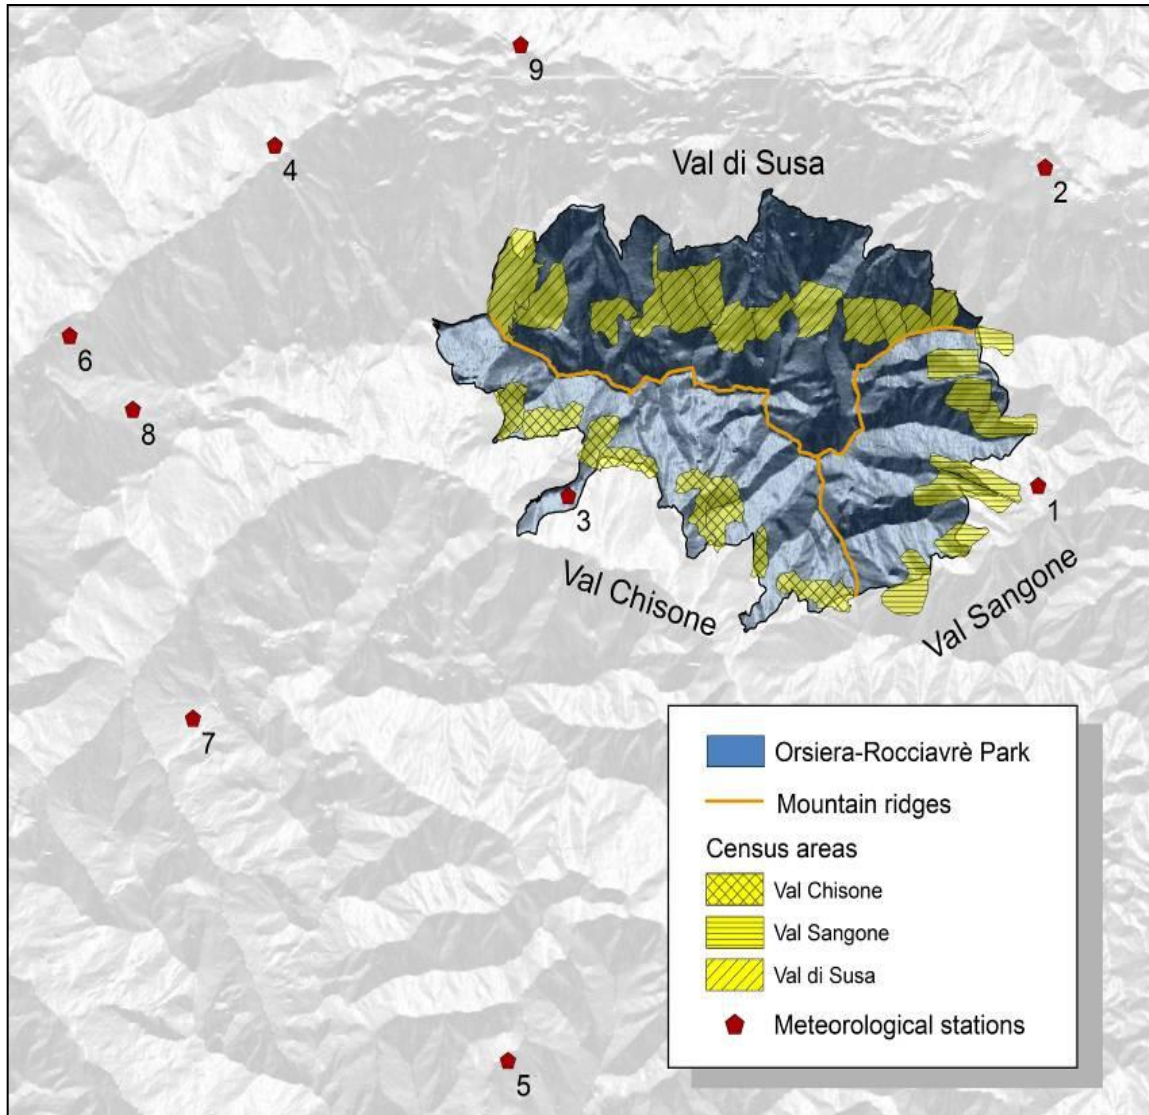 9
4
Val di Susa
2
6
8
3
1
Val Chisone
Val Sangone
7
Orsiera-Rocciavrè Park
Mountain ridges
Census areas
Val Chisone
Val Sangone
Val di Susa
Meteorological stations
5